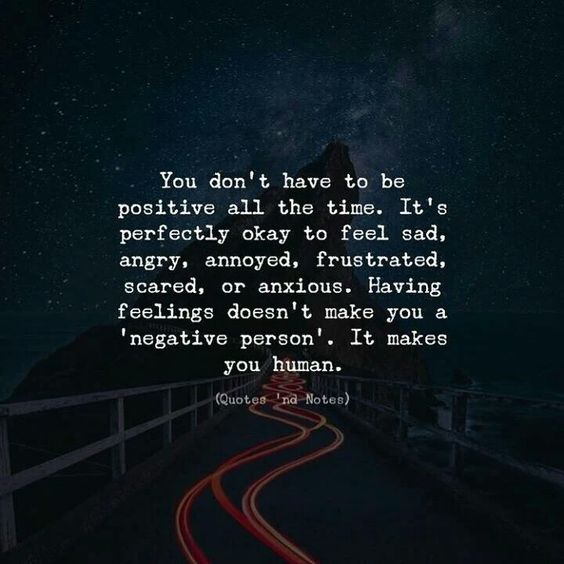 You don't have to be
positive all the time. It's
perfectly okay to feel sad,
angry, annoyed, frustrated,
scared, or anxious. Having
feelings doesn't make you a
'negative person'. It makes
you human.
(Quotes 'nd Notes)